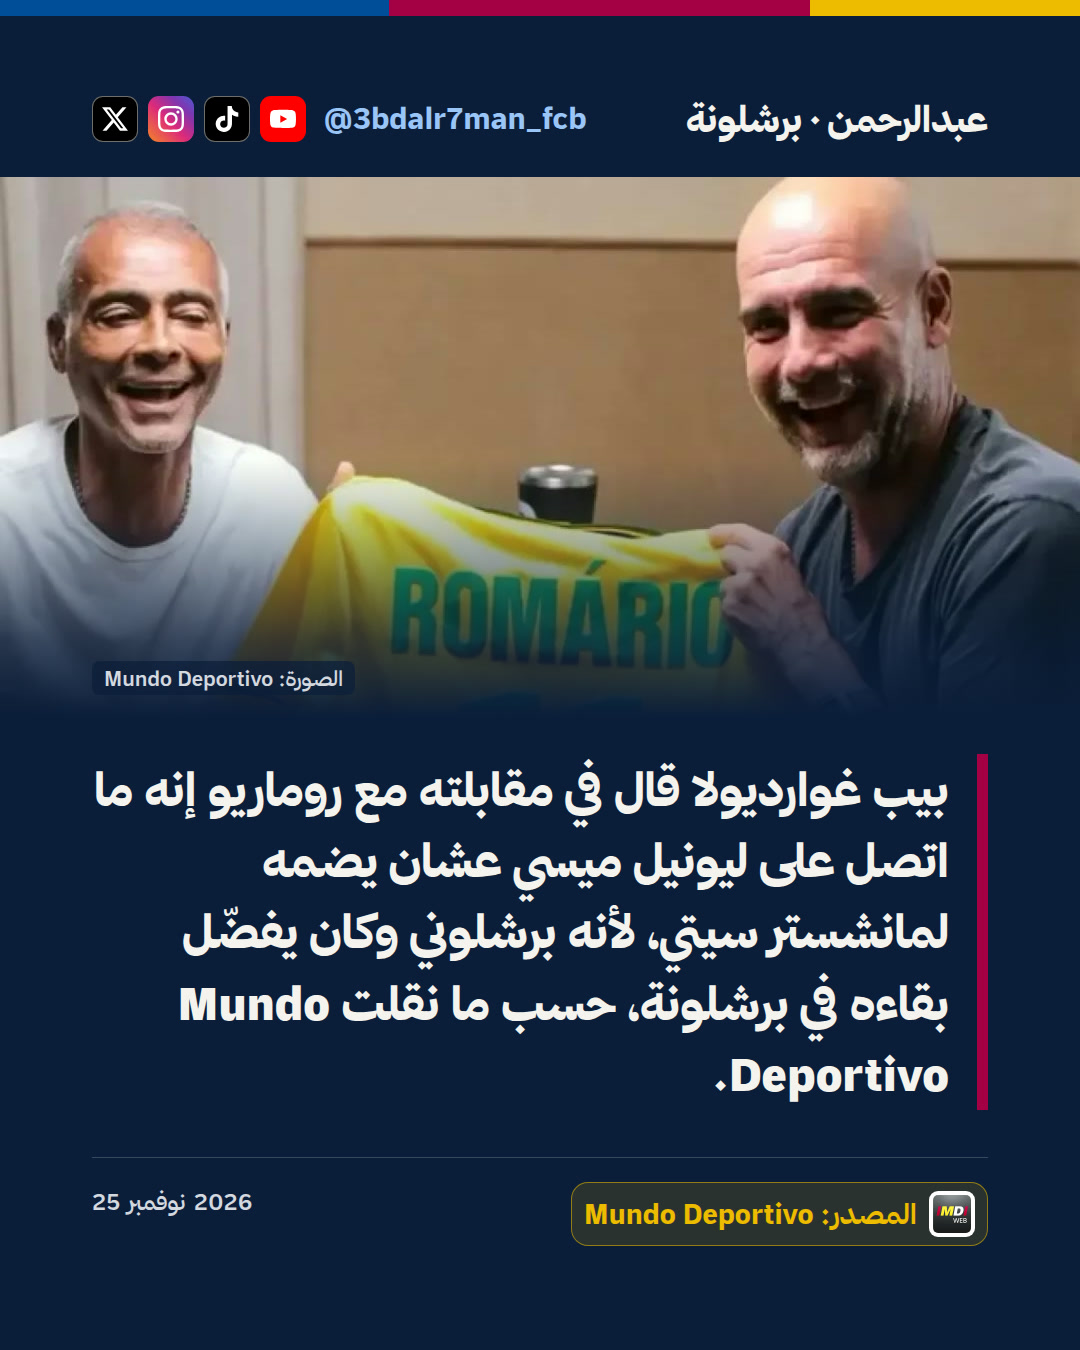 عبدالرحمن · برشلونة
@3bdalr7man_fcb
ROMÁRIO
الصورة: Mundo Deportivo
بيب غوارديولا قال في مقابلته مع روماريو إنه ما
اتصل على ليونيل ميسي عشان يضمه
لمانشستر سيتي، لأنه برشلوني وكان يفضّل
بقاءه في برشلونة، حسب ما نقلت Mundo
Deportivo.
المصدر: Mundo Deportivo
MD
WEB
25 نوفمبر 2026